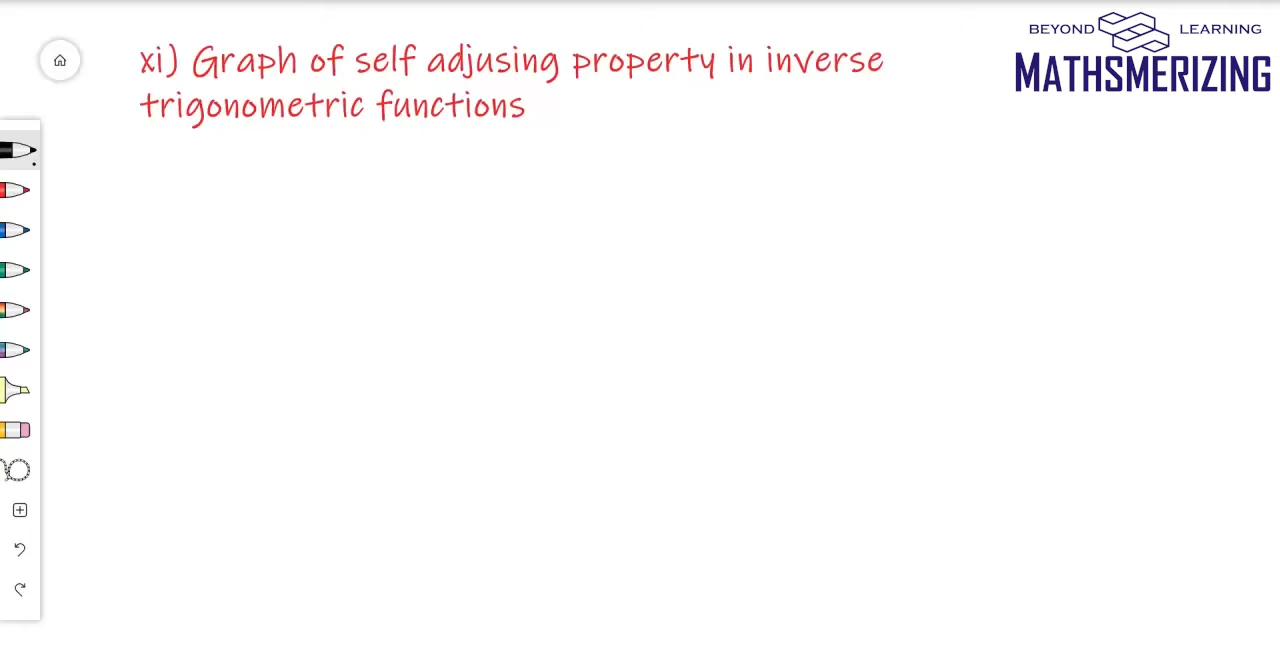 BEYOND LEARNING
MATHSMERIZING
xi) Graph of self adjusing property in inverse
trigonometric functions